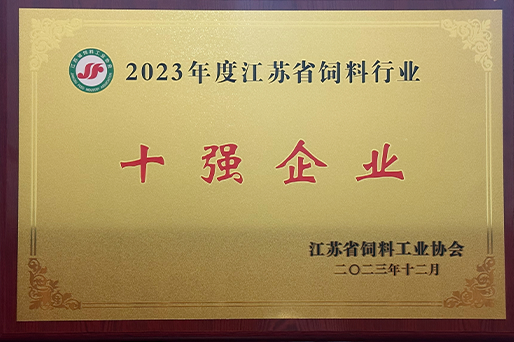 2023年度江苏省饲料行业
十强企业
江苏省饲料工业协会
二〇二三年十二月